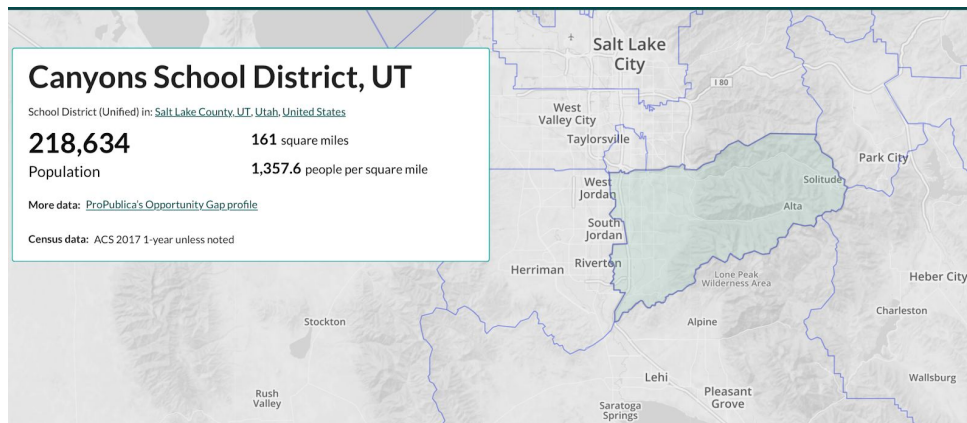 Canyons School District, UT
School District (Unified) in: Salt Lake County, UT, Utah, United States
218,634
Population
161 square miles
1,357.6 people per square mile
More data: ProPublica's Opportunity Gap profile
Census data: ACS 2017 1-year unless noted
Salt Lake
City
I 80
West
Valley City
Taylorsville
Park City
Solitude
West
Jordan
Alta
South
Jordan
Riverton
Herriman
Lone Peak
Wilderness Area
Heber City
Charleston
Stockton
Alpine
Lehi
Wallsburg
Pleasant
Grove
Rush
Valley
Saratoga
Springs